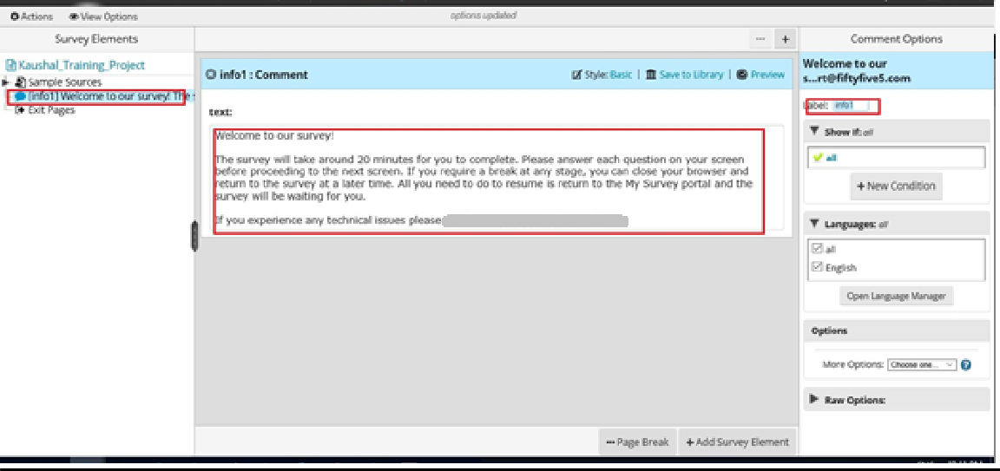 Actions View Options options updated
Survey Elements
Kaushal_Training_Project
Sample Sources
[info1] Welcome to our survey! The s
Exit Pages
... +
info1 : Comment Style: Basic | Save to Library | Preview
text:
Welcome to our survey!
The survey will take around 20 minutes for you to complete. Please answer each question on your screen
before proceeding to the next screen. If you require a break at any stage, you can close your browser and
return to the survey at a later time. All you need to do to resume is return to the My Survey portal and the
survey will be waiting for you.
If you experience any technical issues please
Page Break + Add Survey Element
Comment Options
Welcome to our
s...rt@fiftyfive5.com
Label: info1
Show If: all
all
+ New Condition
Languages: all
all
English
Open Language Manager
Options
More Options: Choose one... ?
Raw Options: